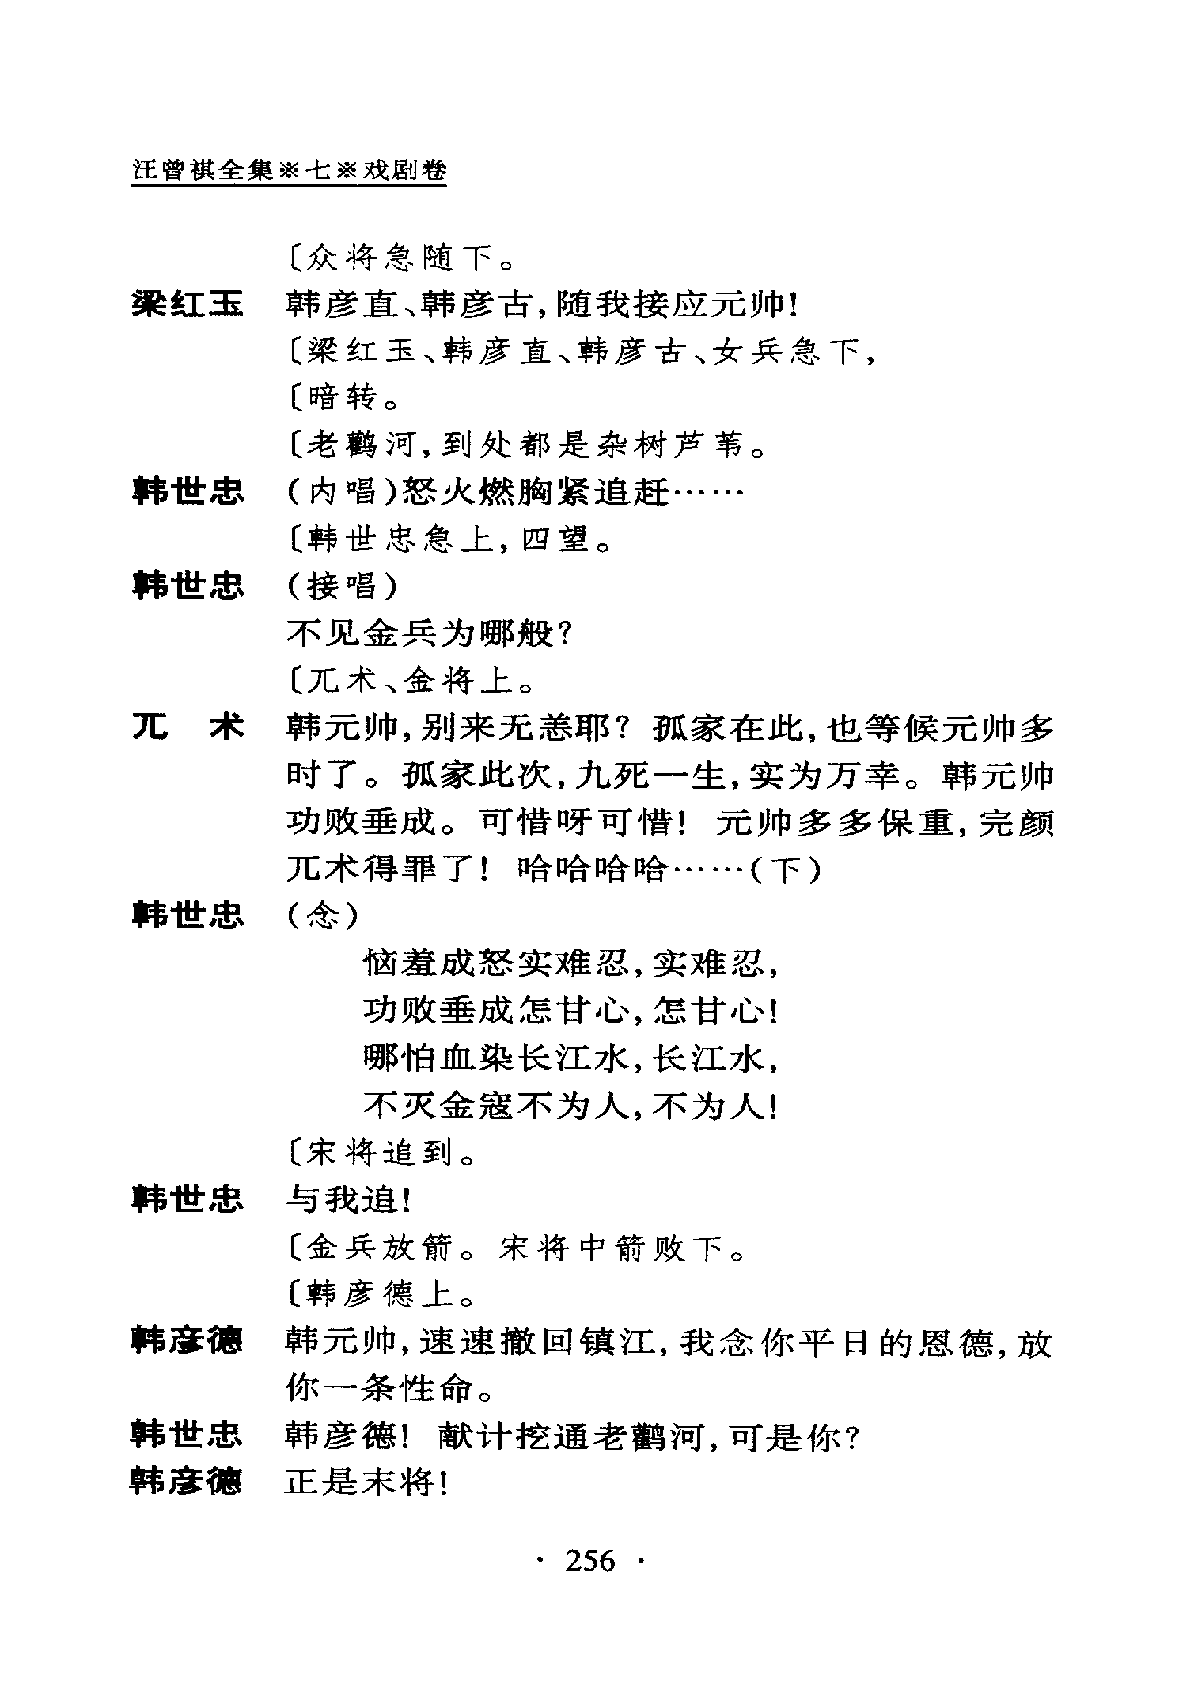 汪曾祺全集※七※戏剧卷
〔众将急随下。
梁红玉 韩彦直、韩彦古,随我接应元帅!
〔梁红玉、韩彦直、韩彦古、女兵急下,
〔暗转。
〔老鹳河,到处都是杂树芦苇。
韩世忠 (内唱)怒火燃胸紧追赶……
〔韩世忠急上,四望。
韩世忠 (接唱)
不见金兵为哪般?
〔兀术、金将上。
兀　术 韩元帅,别来无恙耶? 孤家在此,也等候元帅多
时了。孤家此次,九死一生,实为万幸。韩元帅
功败垂成。可惜呀可惜! 元帅多多保重,完颜
兀术得罪了! 哈哈哈哈……(下)
韩世忠 (念)
恼羞成怒实难忍,实难忍,
功败垂成怎甘心,怎甘心!
哪怕血染长江水,长江水,
不灭金寇不为人,不为人!
〔宋将追到。
韩世忠 与我追!
〔金兵放箭。宋将中箭败下。
〔韩彦德上。
韩彦德 韩元帅,速速撤回镇江,我念你平日的恩德,放
你一条性命。
韩世忠 韩彦德! 献计挖通老鹳河,可是你?
韩彦德 正是末将!
· 256 ·